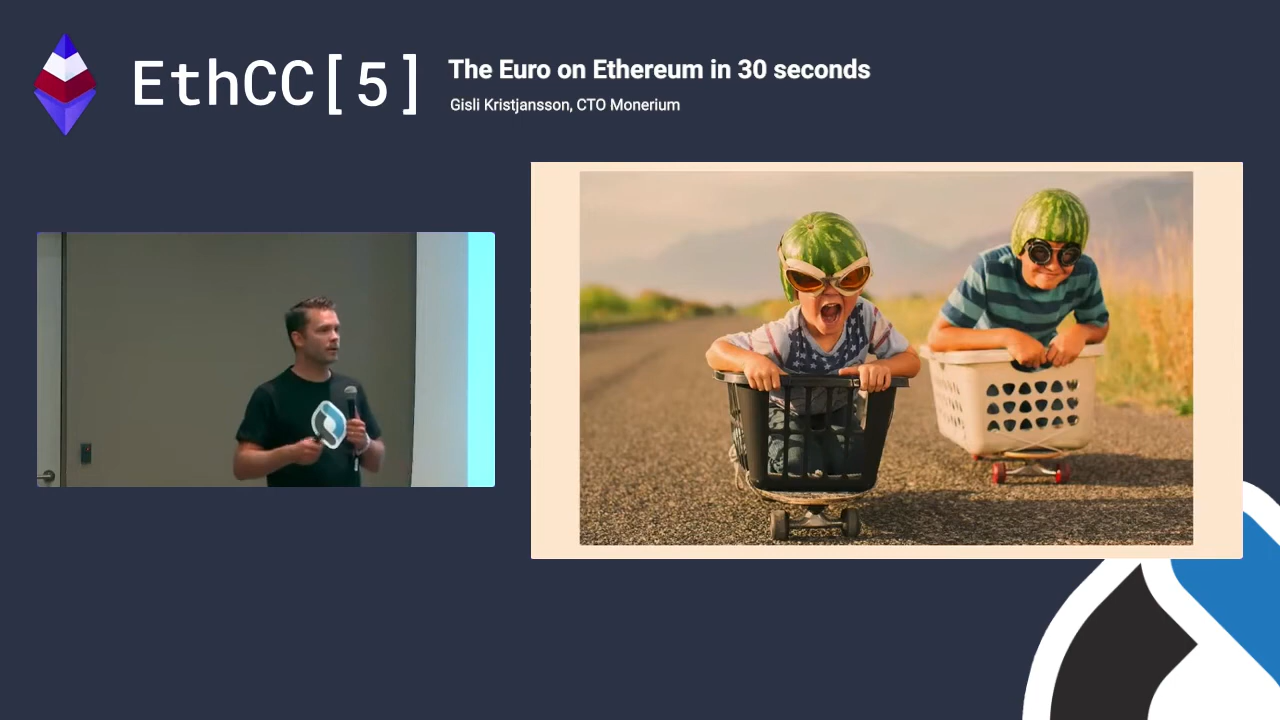 EthCC[5]
The Euro on Ethereum in 30 seconds
Gisli Kristjansson, CTO Monerium